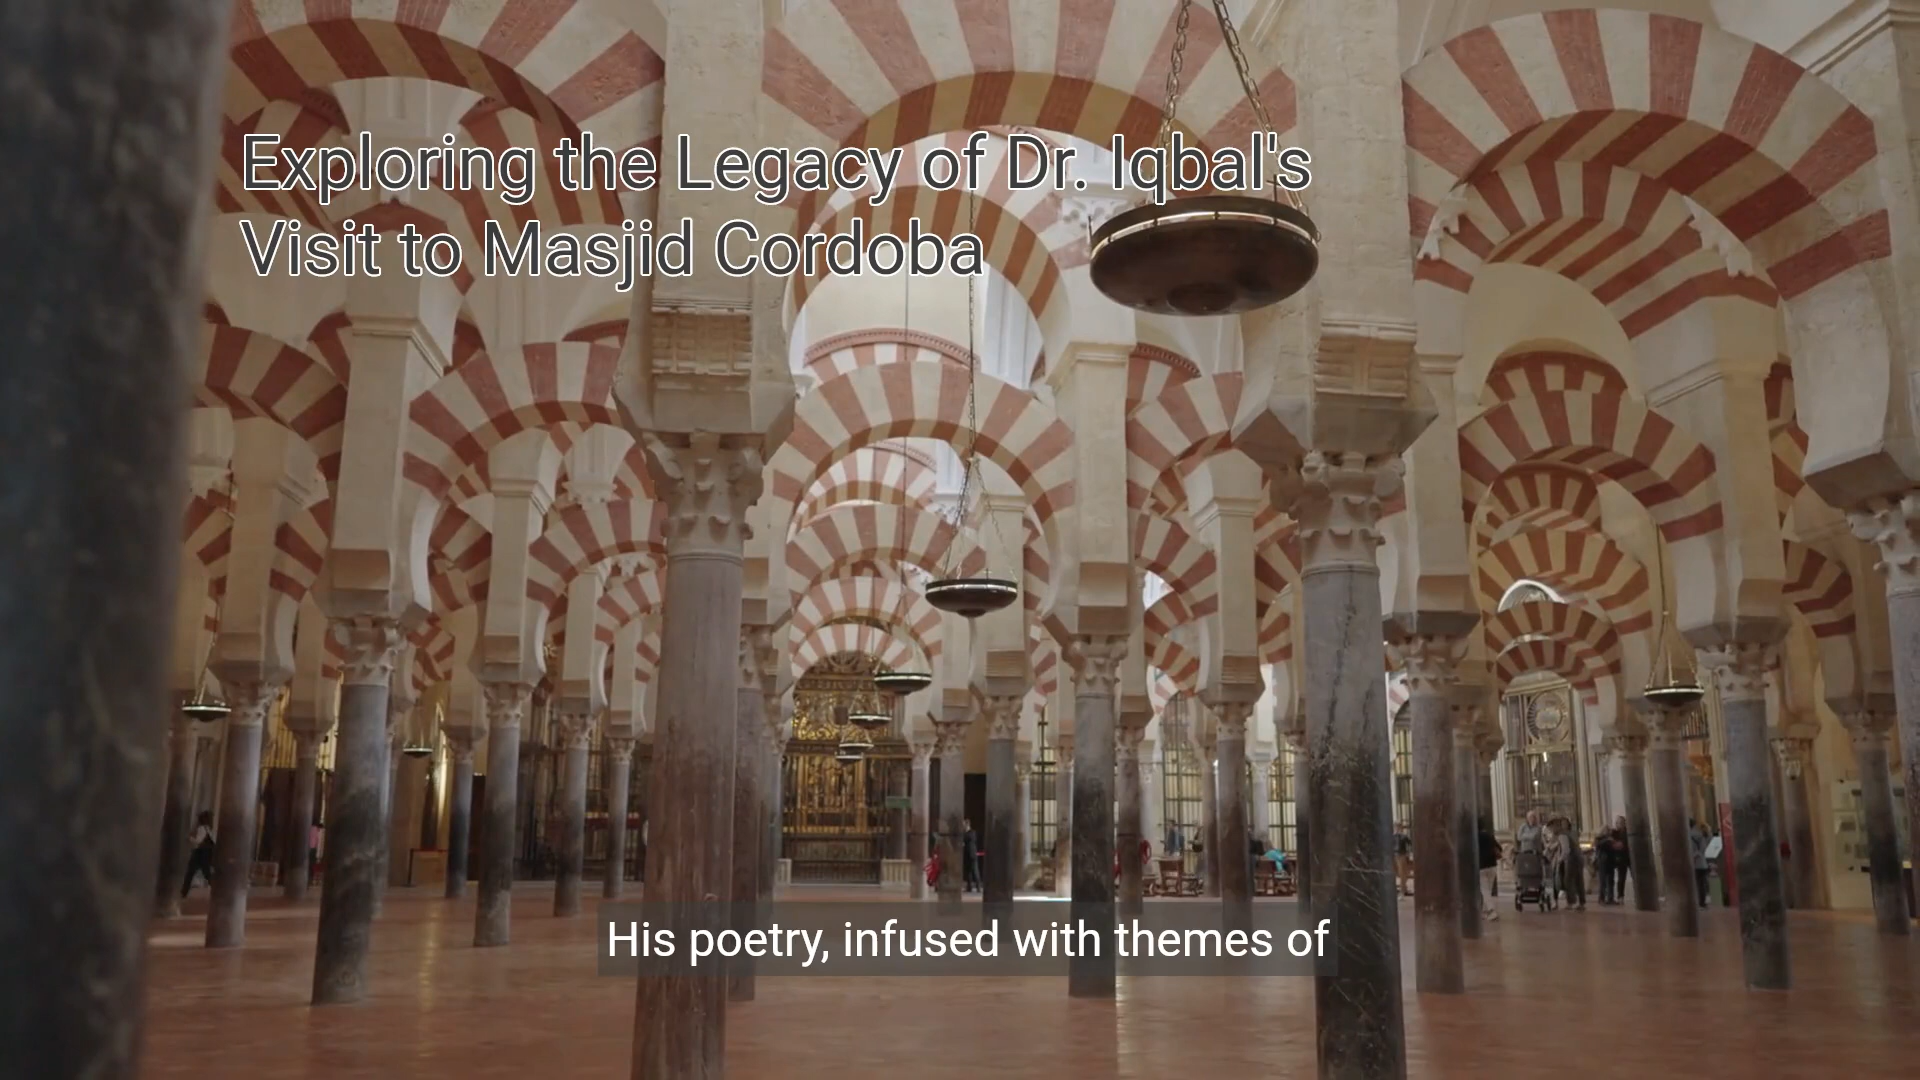 Exploring the Legacy of Dr. Iqbal's
Visit to Masjid Cordoba
His poetry, infused with themes of